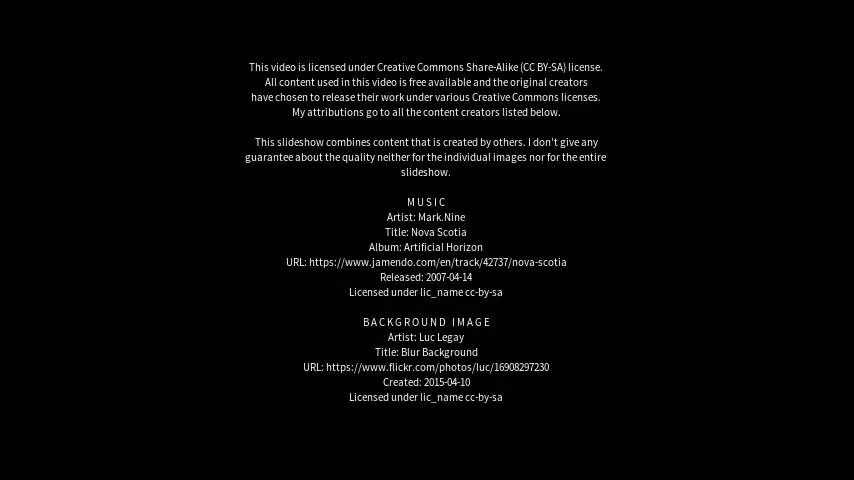 This video is licensed under Creative Commons Share-Alike (CC BY-SA) license.
All content used in this video is free available and the original creators
have chosen to release their work under various Creative Commons licenses.
My attributions go to all the content creators listed below.
This slideshow combines content that is created by others. I don't give any
guarantee about the quality neither for the individual images nor for the entire
slideshow.
MUSIC
Artist: Mark.Nine
Title: Nova Scotia
Album: Artificial Horizon
URL: https://www.jamendo.com/en/track/42737/nova-scotia
Released: 2007-04-14
Licensed under lic_name cc-by-sa
BACKGROUND IMAGE
Artist: Luc Legay
Title: Blur Background
URL: https://www.flickr.com/photos/luc/16908297230
Created: 2015-04-10
Licensed under lic_name cc-by-sa